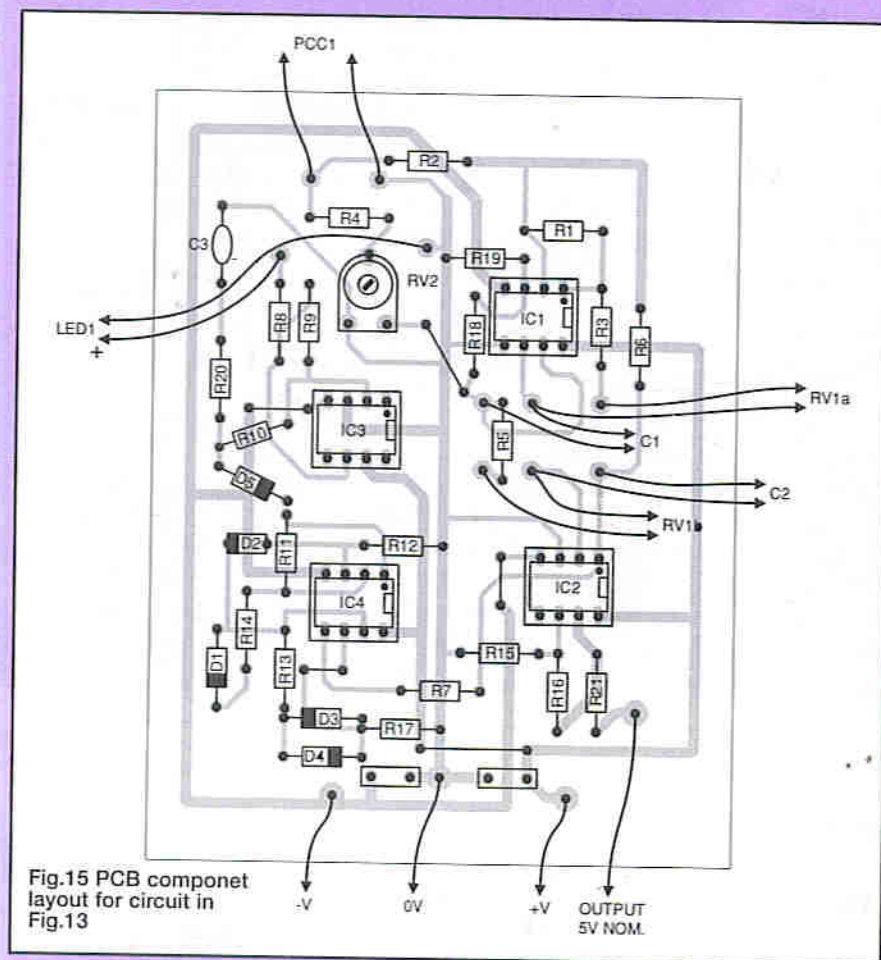 PCC1
R2
R4
C3
-
R1
R19
RV2
IC1
R8
R9
R18
R3
R6
LED1
+
R20
RV1a
R10
IC3
R5
C1
C2
D5
RV1b
D2
R11
R12
IC2
IC4
R14
R13
R15
D1
R7
R16
R21
D3
R17
D4
Fig.15 PCB componet
layout for circuit in
Fig.13
-V
0V
+V
OUTPUT
5V NOM.